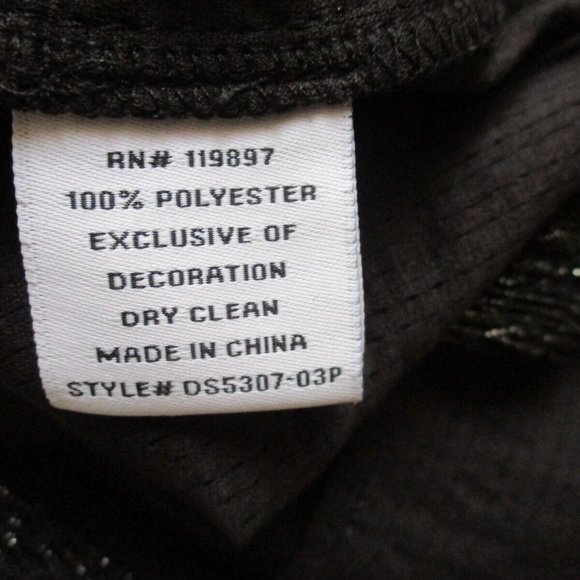 RN# 119897
100% POLYESTER
EXCLUSIVE OF
DECORATION
DRY CLEAN
MADE IN CHINA
STYLE# DS5307-03P